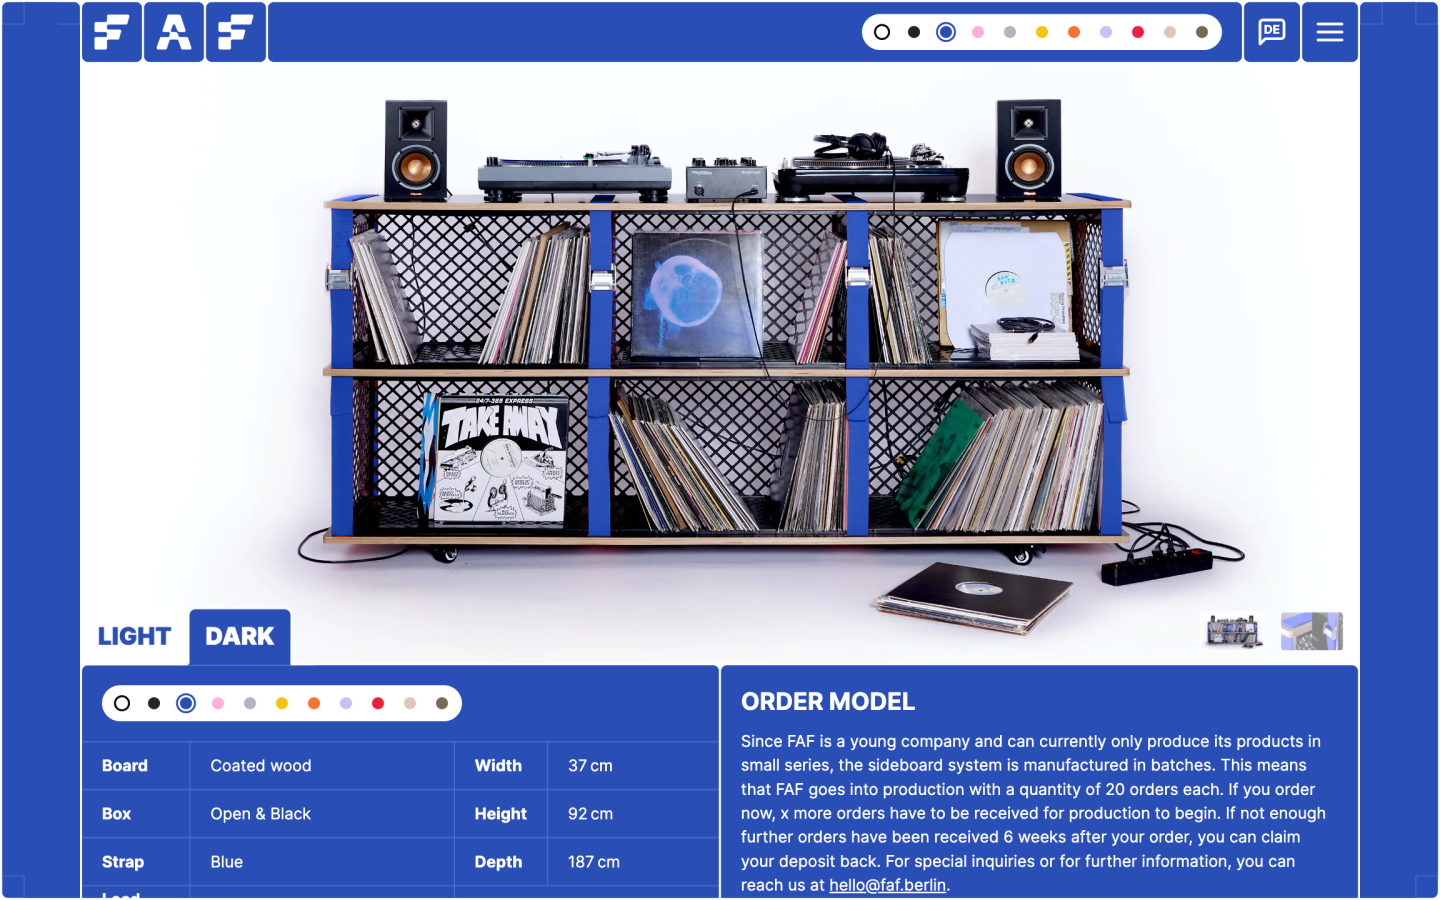 FAF
DE
24/7-365 EXPRESS
TAKE AWAY
LIGHT
DARK
Board
Coated wood
Width
37 cm
Box
Open & Black
Height
92 cm
Strap
Blue
Depth
187 cm
ORDER MODEL
Since FAF is a young company and can currently only produce its products in
small series, the sideboard system is manufactured in batches. This means
that FAF goes into production with a quantity of 20 orders each. If you order
now, x more orders have to be received for production to begin. If not enough
further orders have been received 6 weeks after your order, you can claim
your deposit back. For special inquiries or for further information, you can
reach us at hello@faf.berlin.